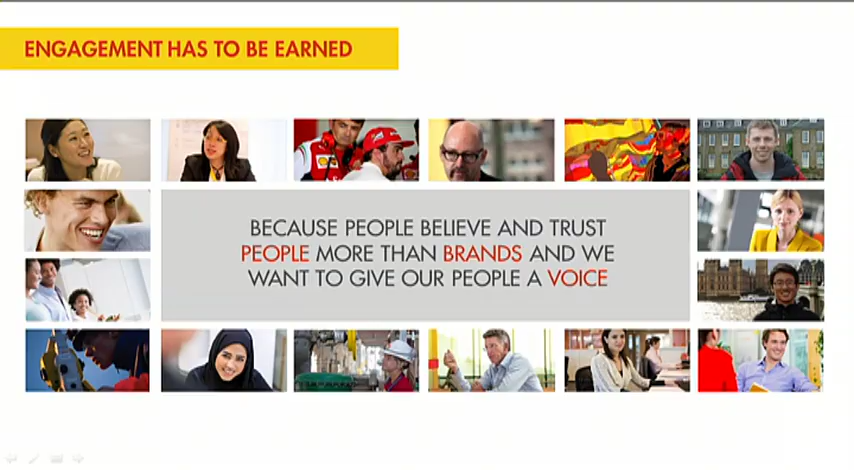 ENGAGEMENT HAS TO BE EARNED
BECAUSE PEOPLE BELIEVE AND TRUST
PEOPLE MORE THAN BRANDS AND WE
WANT TO GIVE OUR PEOPLE A VOICE